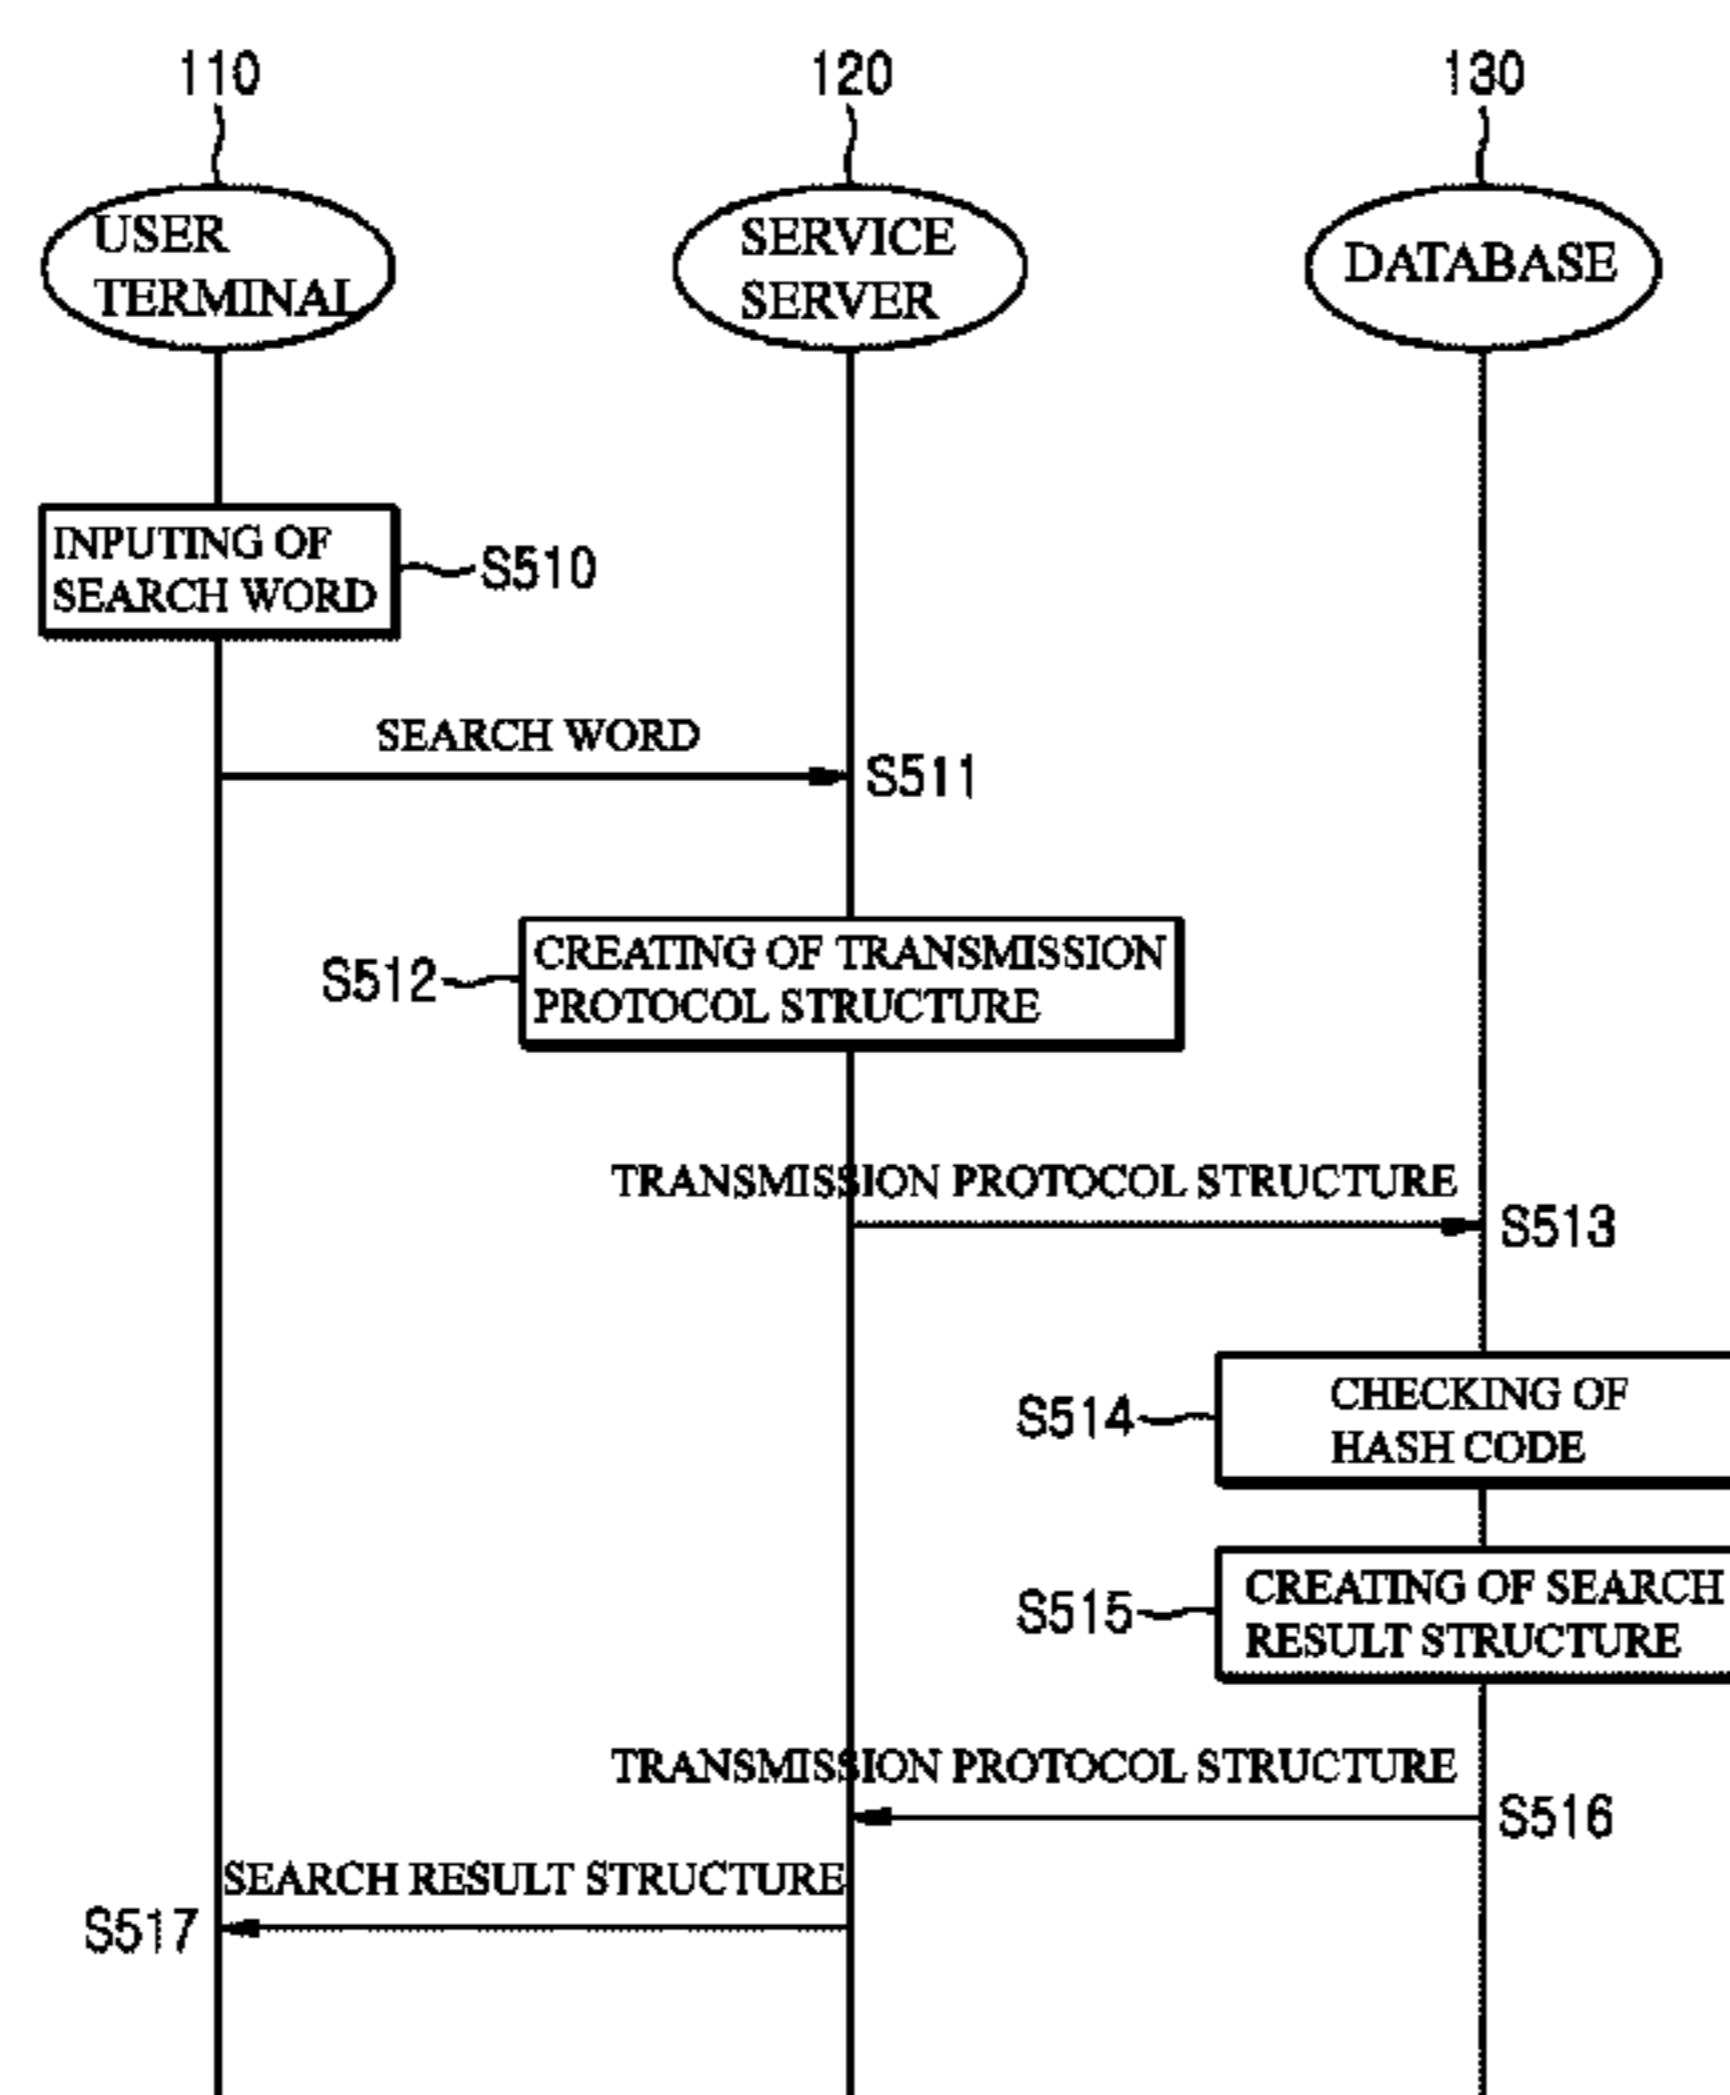 110
120
130
USER
TERMINAL
SERVICE
SERVER
DATABASE
INPUTING OF
SEARCH WORD
S510
SEARCH WORD
S511
S512
CREATING OF TRANSMISSION
PROTOCOL STRUCTURE
TRANSMISSION PROTOCOL STRUCTURE
S513
S514
CHECKING OF
HASH CODE
S515
CREATING OF SEARCH
RESULT STRUCTURE
TRANSMISSION PROTOCOL STRUCTURE
S516
SEARCH RESULT STRUCTURE
S517